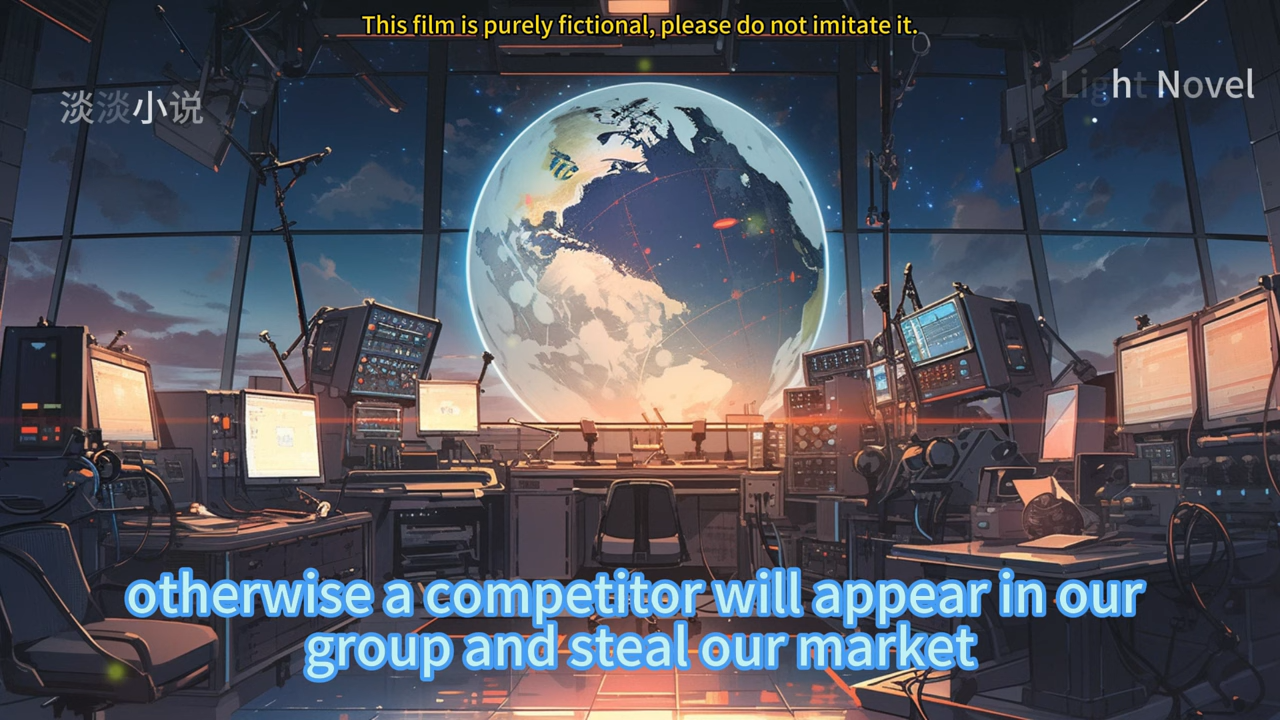 This film is purely fictional, please do not imitate it.
淡淡小说
Light Novel
otherwise a competitor will appear in our
group and steal our market